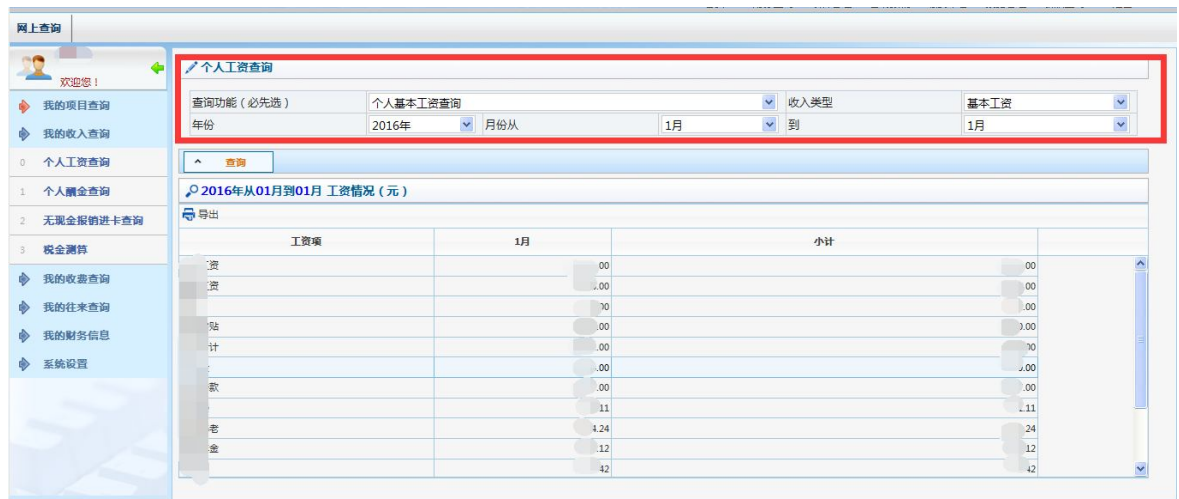 网上查询
欢迎您！
我的项目查询
我的收入查询
0 个人工资查询
1 个人酬金查询
2 无现金报销进卡查询
3 税金测算
我的收费查询
我的往来查询
我的财务信息
系统设置
个人工资查询
查询功能（必先选） 个人基本工资查询 收入类型 基本工资
年份 2016年 月份从 1月 到 1月
查询
2016年从01月到01月 工资情况（元）
导出
工资项 1月 小计
资 00 00
资 .00 .00
00 .00
贴 .00 .00
计 .00 00
.00 .00
款 .00 .00
11 .11
老 4.24 24
金 .12 12
42 42